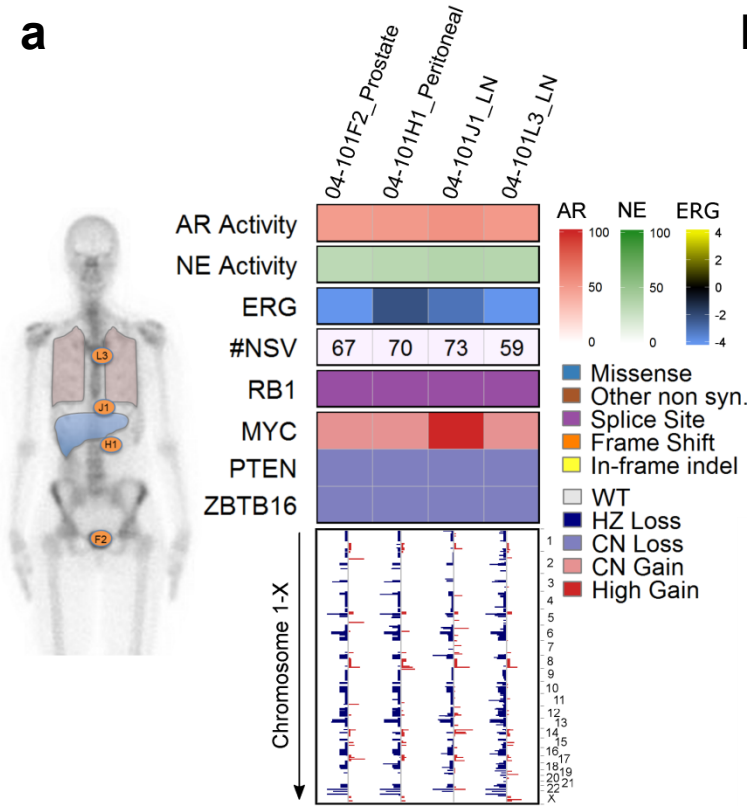 a
04-101F2_Prostate
04-101H1_Peritoneal
04-101J1_LN
04-101L3_LN
AR Activity
NE Activity
ERG
#NSV
67 70 73 59
RB1
MYC
PTEN
ZBTB16
AR NE ERG
100 100 4
2
50 50 0
-2
0 0 -4
Missense
Other non syn.
Splice Site
Frame Shift
In-frame indel
WT
HZ Loss
CN Loss
CN Gain
High Gain
L3
J1
H1
F2
Chromosome 1-X
1
2
3
4
5
6
7
8
9
10
11
12
13
14
15
16
17
18
19
20
21
22
X